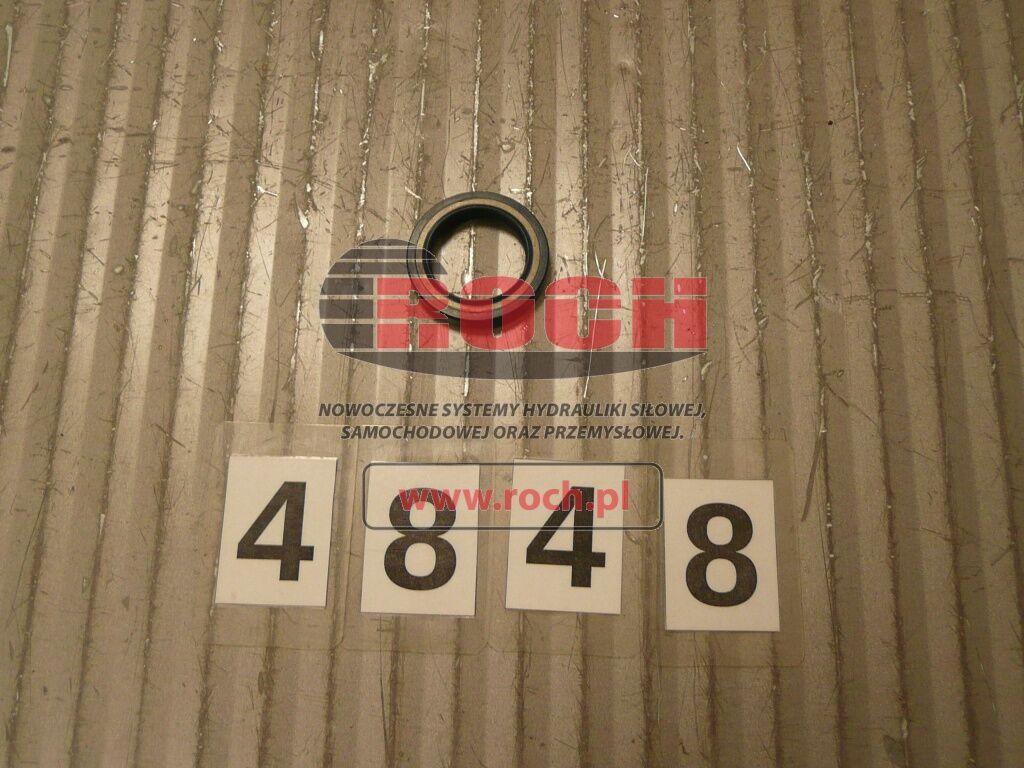 ROCH
NOWOCZESNE SYSTEMY HYDRAULIKI SIŁOWEJ,
SAMOCHODOWEJ ORAZ PRZEMYSŁOWEJ.
www.roch.pl
4 8 4 8